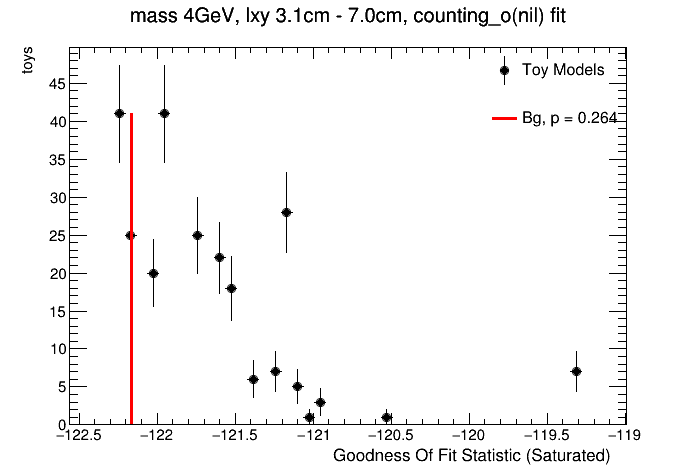 mass 4GeV, lxy 3.1cm - 7.0cm, counting_o(nil) fit
toys
Toy Models
Bg, p = 0.264
45
40
35
30
25
20
15
10
5
0
−122.5 −122 −121.5 −121 −120.5 −120 −119.5 −119
Goodness Of Fit Statistic (Saturated)